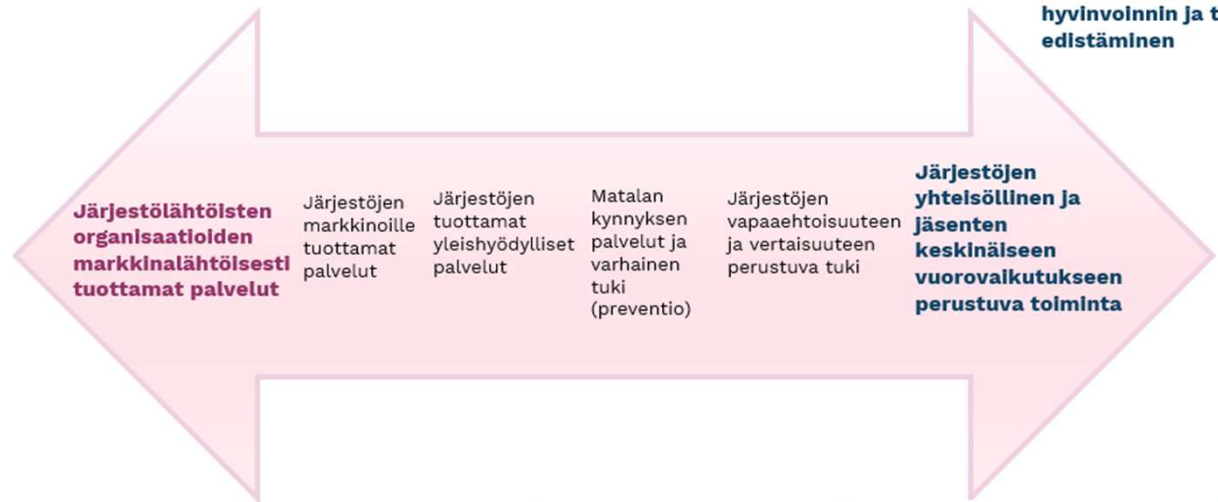 hyvinvoinnin ja
edistäminen
Järjestölähtöisten
organisaatioiden
markkinalähtöisesti
tuottamat palvelut
Järjestöjen
markkinoille
tuottamat
palvelut
Järjestöjen
tuottamat
yleishyödylliset
palvelut
Matalan
kynnyksen
palvelut ja
varhainen
tuki
(preventio)
Järjestöjen
vapaaehtoisuuteen
ja vertaisuuteen
perustuva tuki
Järjestöjen
yhteisöllinen ja
jäsenten
keskinäiseen
vuorovaikutukseen
perustuva toiminta